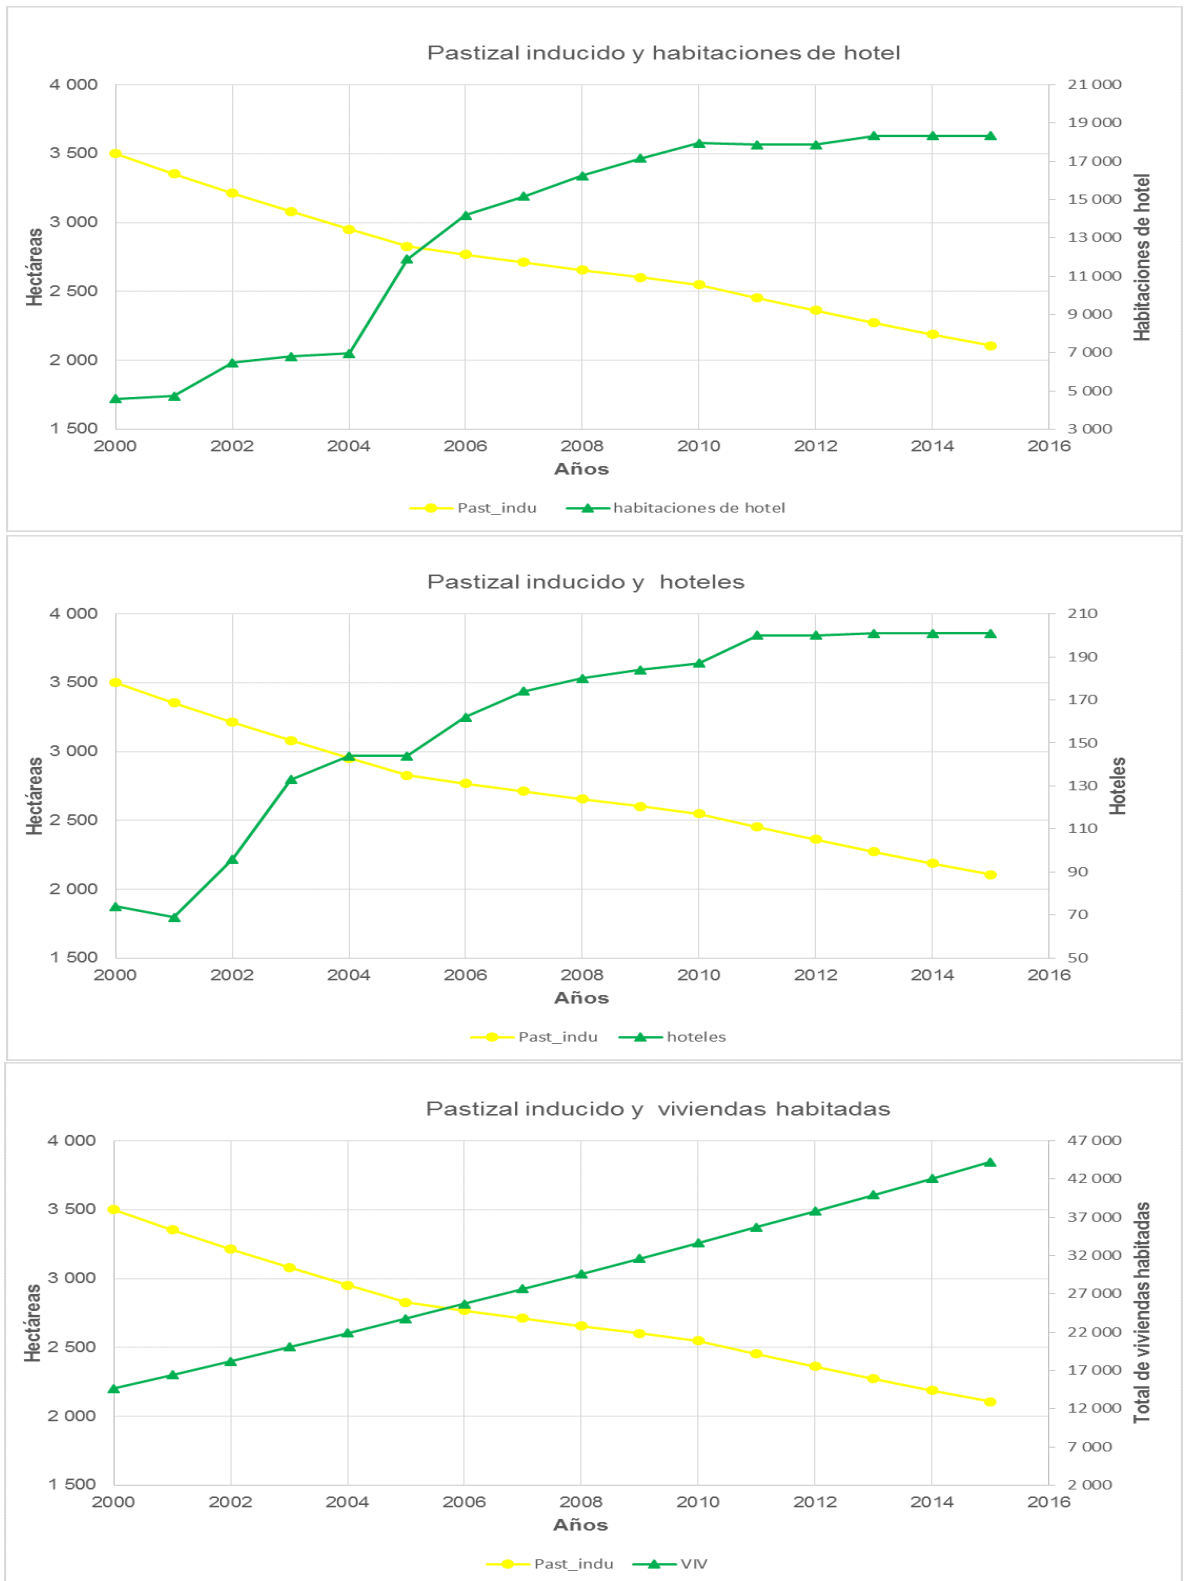 Pastizal inducido y habitaciones de hotel
4 000
3 500
3 000
2 500
2 000
1 500
Hectáreas
21 000
19 000
17 000
15 000
13 000
11 000
9 000
7 000
5 000
3 000
Habitaciones de hotel
2000 2002 2004 2006 2008 2010 2012 2014 2016
Años
Past_indu habitaciones de hotel
Pastizal inducido y hoteles
4 000
3 500
3 000
2 500
2 000
1 500
Hectáreas
210
190
170
150
130
110
90
70
50
Hoteles
2000 2002 2004 2006 2008 2010 2012 2014 2016
Años
Past_indu hoteles
Pastizal inducido y viviendas habitadas
4 000
3 500
3 000
2 500
2 000
1 500
Hectáreas
47 000
42 000
37 000
32 000
27 000
22 000
17 000
12 000
7 000
2 000
Total de viviendas habitadas
2000 2002 2004 2006 2008 2010 2012 2014 2016
Años
Past_indu VIV